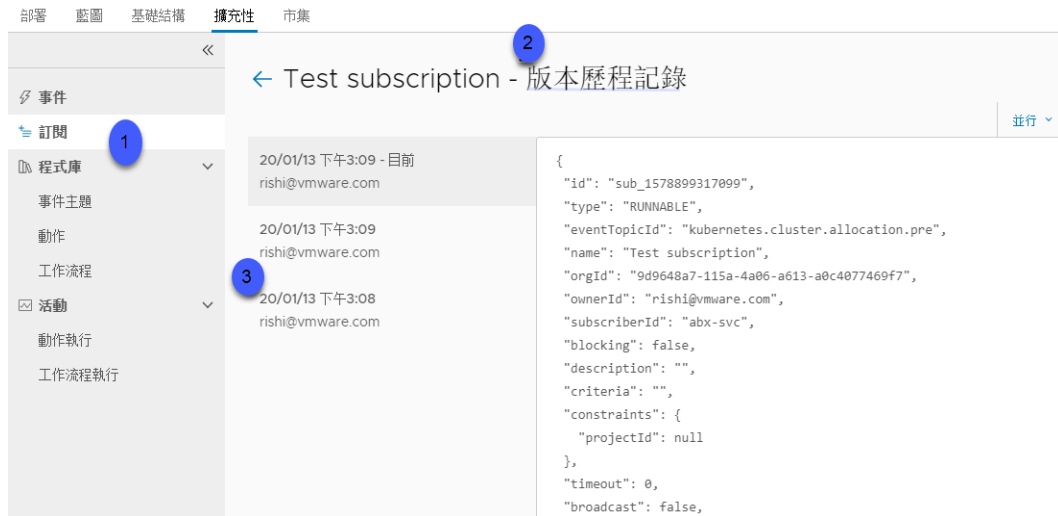 部署 藍圖 基礎結構 擴充性 市集
«
2
← Test subscription - 版本歷程記錄
事件
訂閱
1
程式庫
事件主題
動作
工作流程
活動
動作執行
工作流程執行
並行
20/01/13 下午3:09 - 目前
rishi@vmware.com
20/01/13 下午3:09
rishi@vmware.com
3
20/01/13 下午3:08
rishi@vmware.com
{
"id": "sub_1578899317099",
"type": "RUNNABLE",
"eventTopicId": "kubernetes.cluster.allocation.pre",
"name": "Test subscription",
"orgId": "9d9648a7-115a-4a06-a613-a0c4077469f7",
"ownerId": "rishi@vmware.com",
"subscriberId": "abx-svc",
"blocking": false,
"description": "",
"criteria": "",
"constraints": {
"projectId": null
},
"timeout": 0,
"broadcast": false,